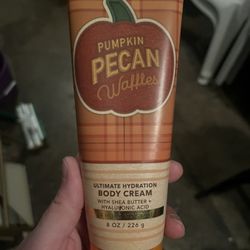 PUMPKIN
PECAN
Waffles
ULTIMATE HYDRATION
BODY CREAM
WITH SHEA BUTTER +
HYALURONIC ACID
8 OZ / 226 g